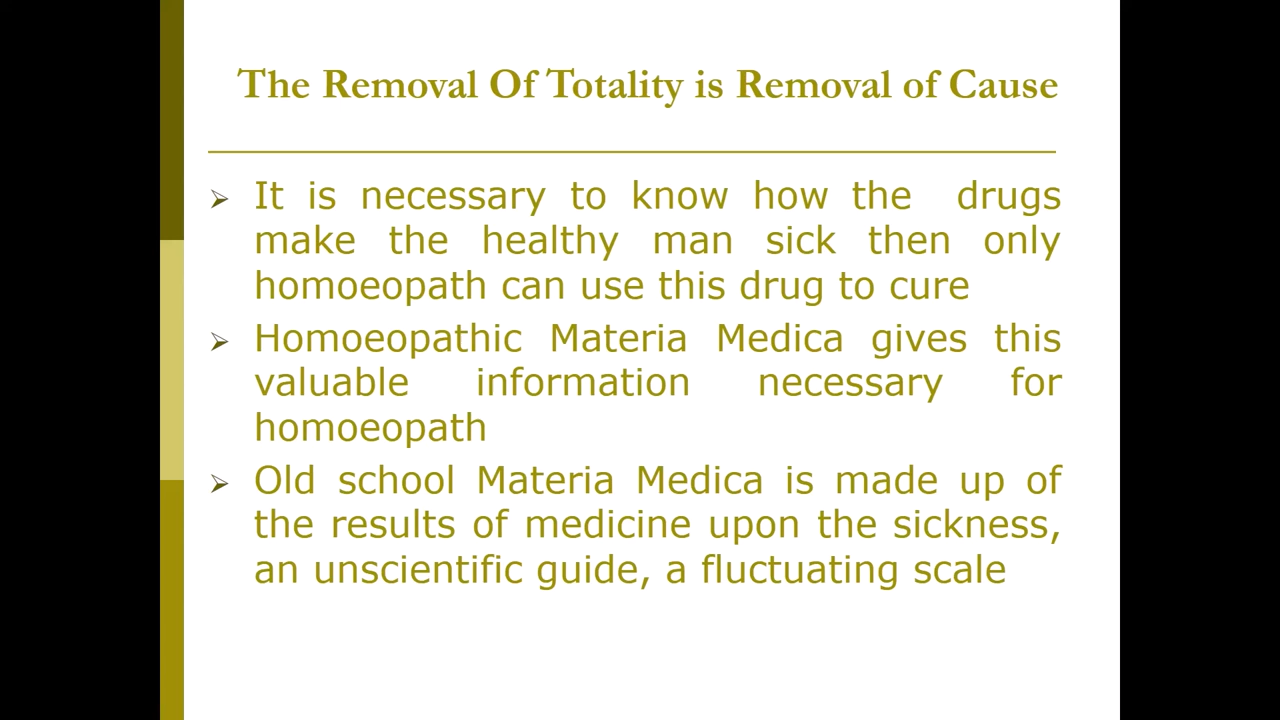 The Removal Of Totality is Removal of Cause
It is necessary to know how the drugs
make the healthy man sick then only
homoeopath can use this drug to cure
Homoeopathic Materia Medica gives this
valuable information necessary for
homoeopath
Old school Materia Medica is made up of
the results of medicine upon the sickness,
an unscientific guide, a fluctuating scale